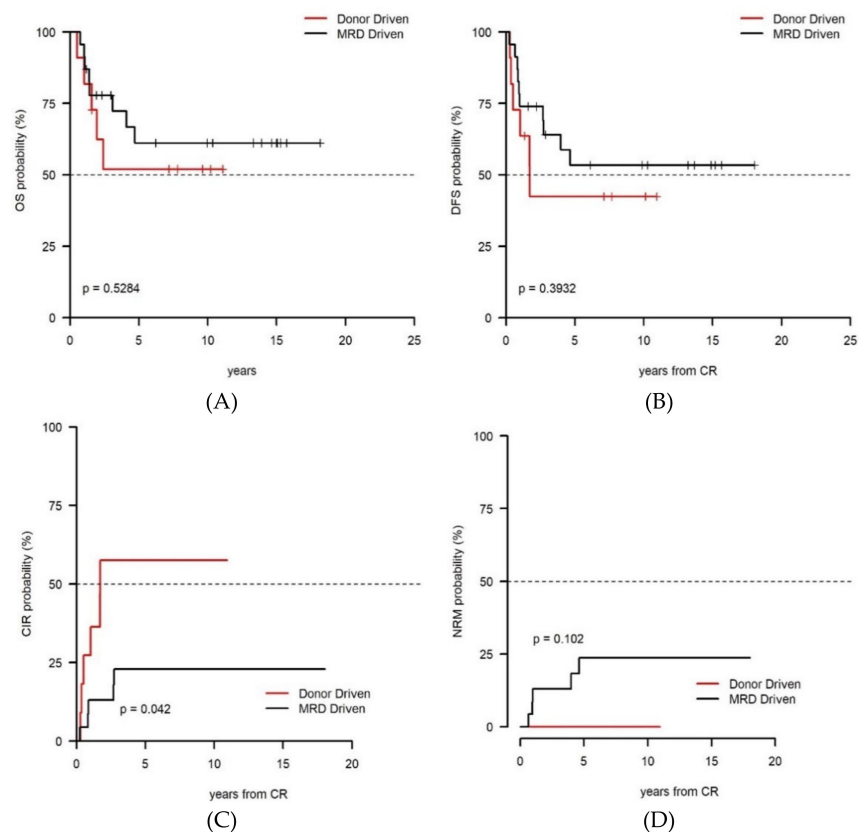 Donor Driven
MRD Driven
100
75
50
25
0
OS probability (%)
p = 0.5284
0 5 10 15 20 25
years
(A)
Donor Driven
MRD Driven
100
75
50
25
0
DFS probability (%)
p = 0.3932
0 5 10 15 20 25
years from CR
(B)
100
75
50
25
0
CIR probability (%)
Donor Driven
MRD Driven
p = 0.042
0 5 10 15 20
years from CR
(C)
100
75
50
25
0
NRM probability (%)
p = 0.102
Donor Driven
MRD Driven
0 5 10 15 20
years from CR
(D)